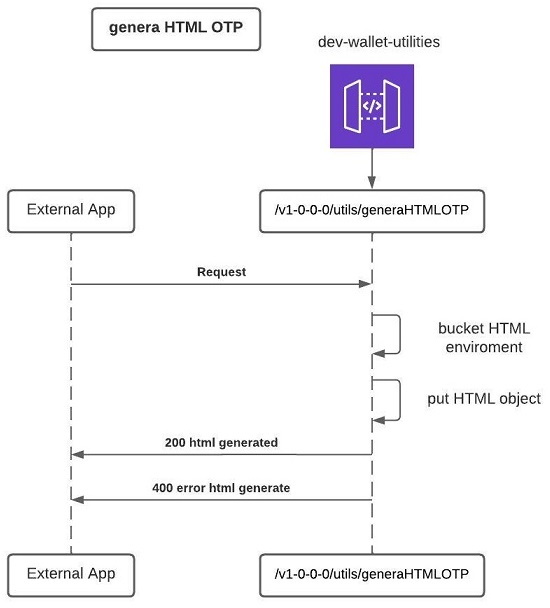 genera HTML OTP
dev-wallet-utilities
</>
External App
/v1-0-0-0/utils/generaHTMLOTP
Request
bucket HTML
enviroment
put HTML object
200 html generated
400 error html generate
External App
/v1-0-0-0/utils/generaHTMLOTP